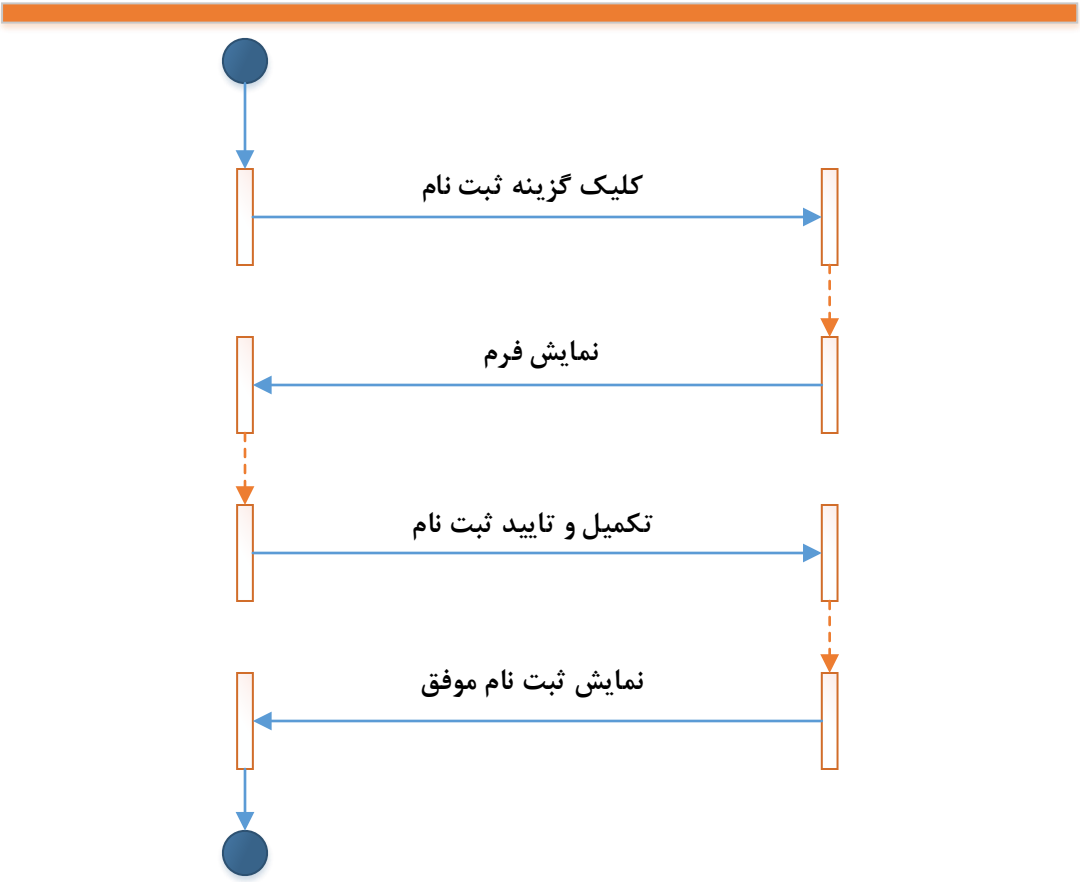 کلیک گزینه ثبت نام
نمایش فرم
تکمیل و تایید ثبت نام
نمایش ثبت نام موفق